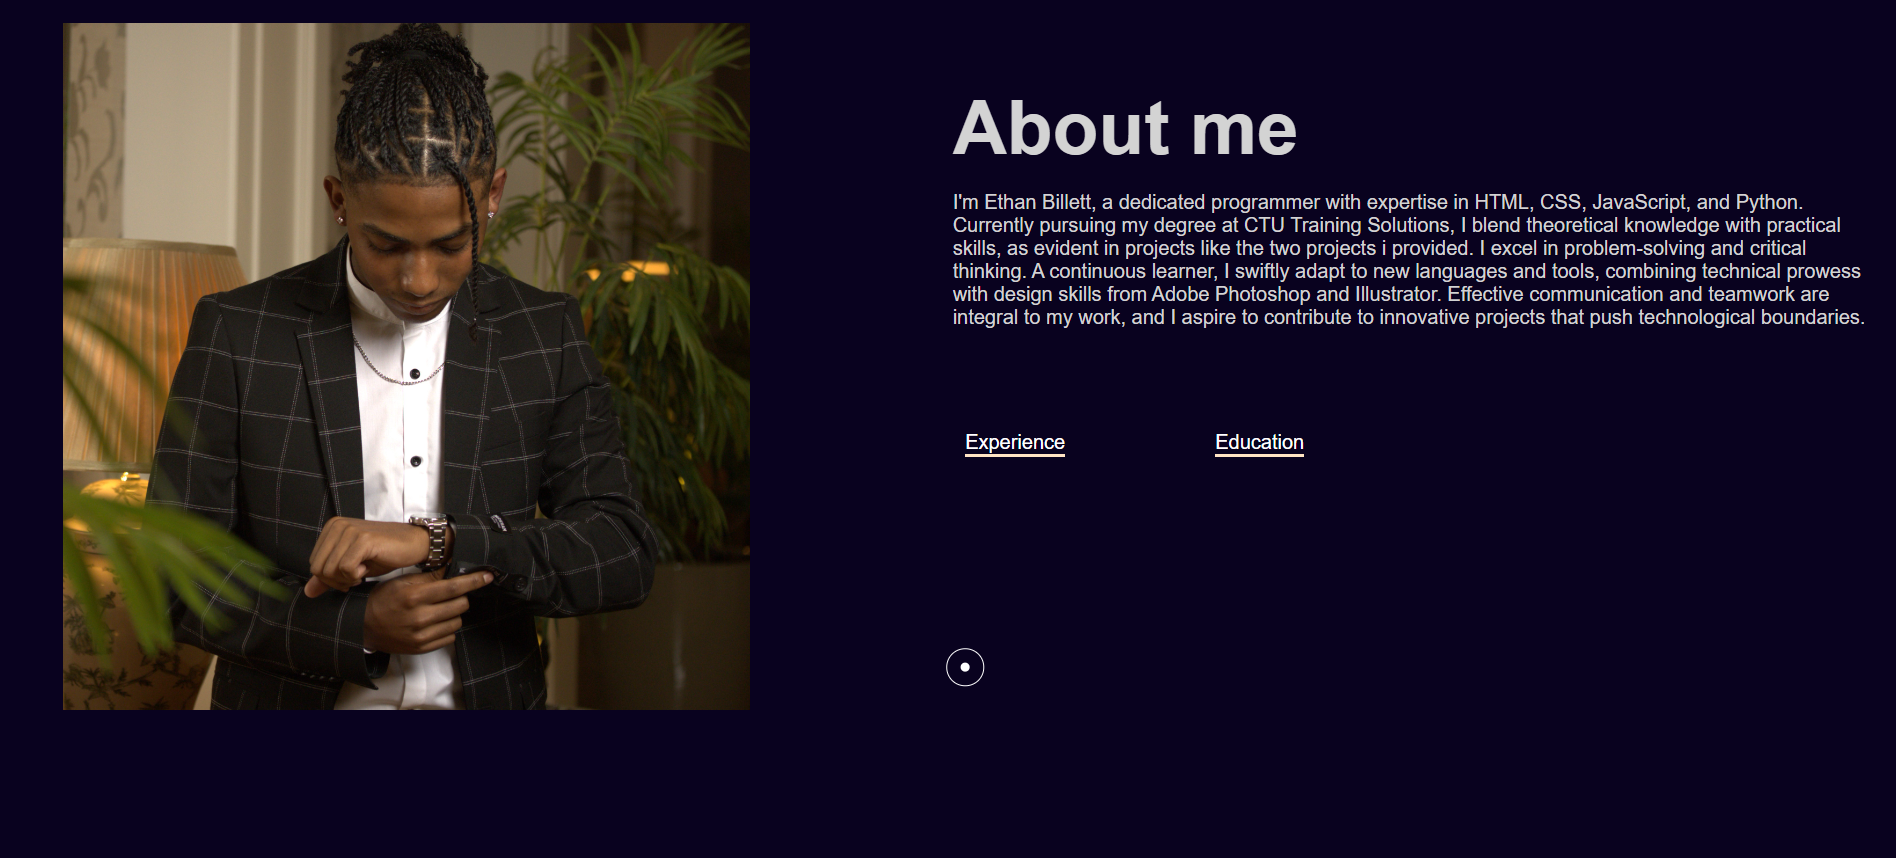 About me
I'm Ethan Billett, a dedicated programmer with expertise in HTML, CSS, JavaScript, and Python.
Currently pursuing my degree at CTU Training Solutions, I blend theoretical knowledge with practical
skills, as evident in projects like the two projects i provided. I excel in problem-solving and critical
thinking. A continuous learner, I swiftly adapt to new languages and tools, combining technical prowess
with design skills from Adobe Photoshop and Illustrator. Effective communication and teamwork are
integral to my work, and I aspire to contribute to innovative projects that push technological boundaries.
Experience
Education